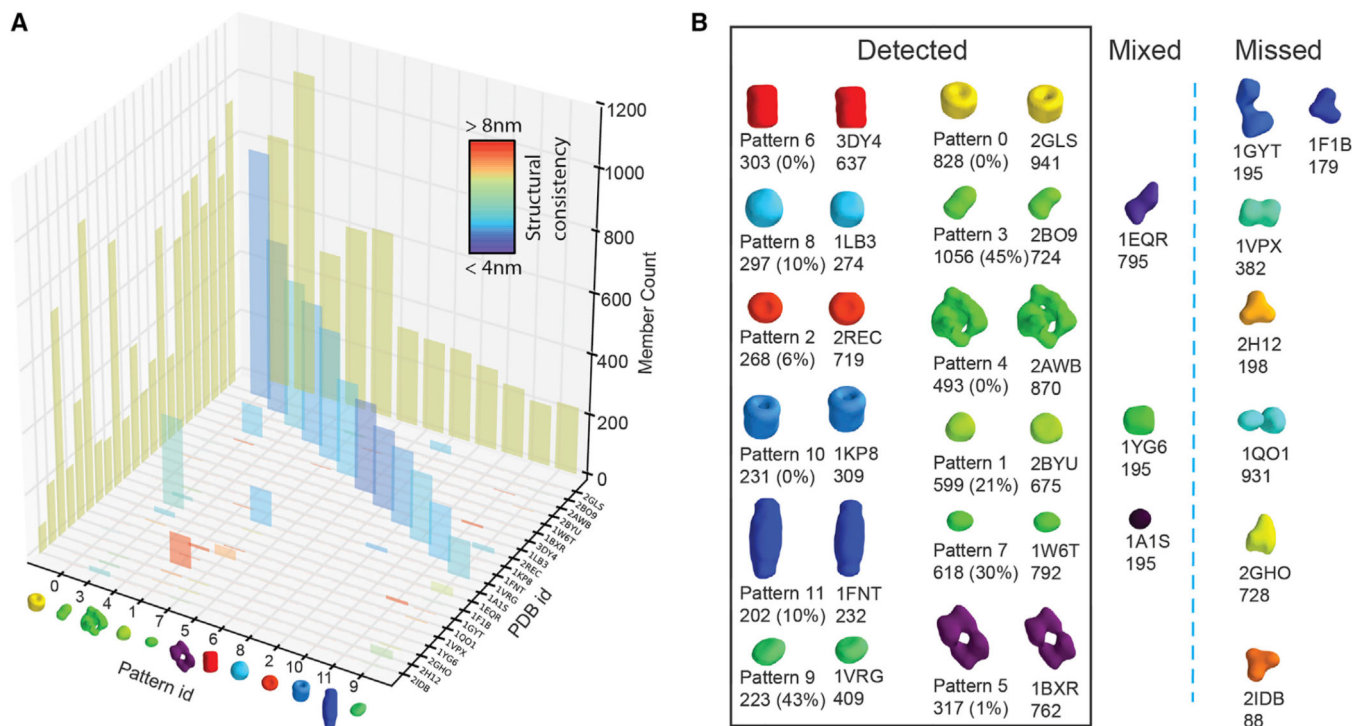 A
> 8nm
Structural consistency
< 4nm
1200
1000
800
600
400
200
0
Member Count
2GLS
2BO9
2AWB
2BYU
1W6T
1BXR
3DY4
1LB3
2REC
1KP8
1FNT
1VRG
1A1S
1EQR
1F1B
1GYT
1QO1
1VPX
1YG6
2GHO
2H12
2IDB
PDB id
0
3
4
1
7
5
6
8
2
10
11
9
Pattern id
B
Detected
Mixed
Missed
Pattern 6
303 (0%)
3DY4
637
Pattern 0
828 (0%)
2GLS
941
Pattern 8
297 (10%)
1LB3
274
Pattern 3
1056 (45%)
2BO9
724
Pattern 2
268 (6%)
2REC
719
Pattern 4
493 (0%)
2AWB
870
Pattern 10
231 (0%)
1KP8
309
Pattern 1
599 (21%)
2BYU
675
Pattern 11
202 (10%)
1FNT
232
Pattern 7
618 (30%)
1W6T
792
Pattern 9
223 (43%)
1VRG
409
Pattern 5
317 (1%)
1BXR
762
1EQR
795
1YG6
195
1A1S
195
1GYT
195
1F1B
179
1VPX
382
2H12
198
1QO1
931
2GHO
728
2IDB
88